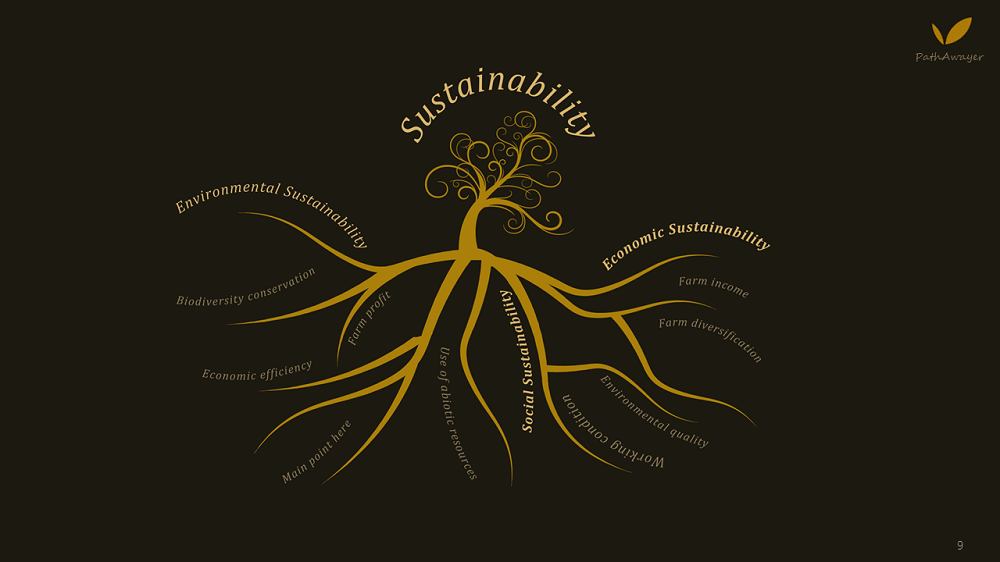 PathAwayer
Sustainability
Environmental Sustainability
Economic Sustainability
Biodiversity conservation
Farm profit
Social Sustainability
Farm income
Farm diversification
Economic efficiency
Use of abiotic resources
Environmental quality
Working condition
Main point here
9